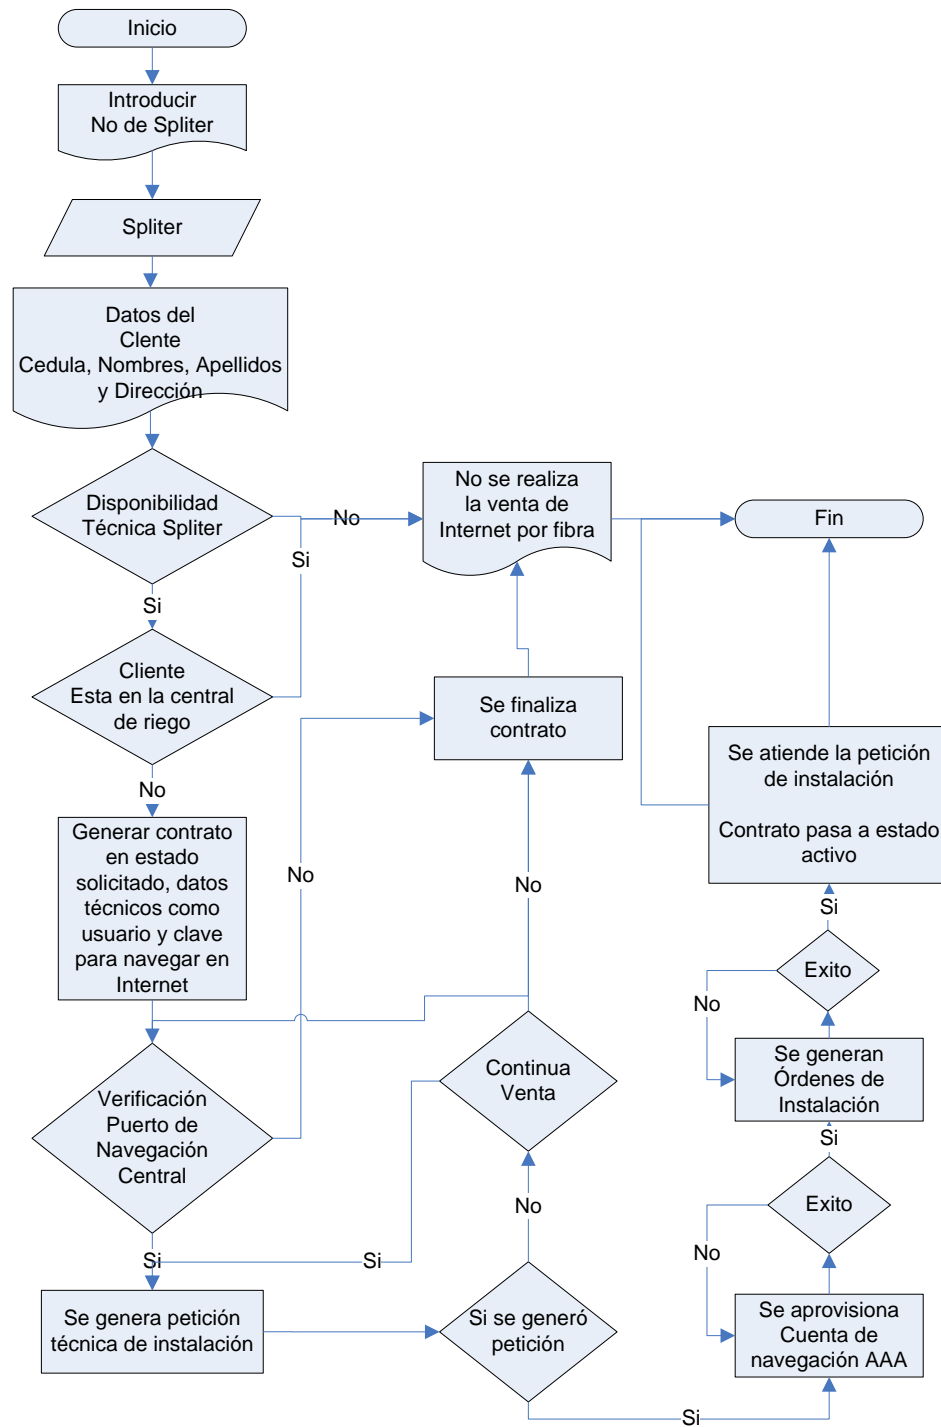 Inicio
Introducir
No de Spliter
Spliter
Datos del
Clente
Cedula, Nombres, Apellidos
y Dirección
Disponibilidad
Técnica Spliter
No
No se realiza
la venta de
Internet por fibra
Fin
Si
Si
Cliente
Esta en la central
de riego
Se finaliza
contrato
Se atiende la petición
de instalación
Contrato pasa a estado
activo
No
Generar contrato
en estado
solicitado, datos
técnicos como
usuario y clave
para navegar en
Internet
No
No
Si
Exito
No
Se generan
Órdenes de
Instalación
Verificación
Puerto de
Navegación
Central
Continua
Venta
Si
Exito
No
No
Si
Si
Se genera petición
técnica de instalación
Si se generó
petición
Se aprovisiona
Cuenta de
navegación AAA
Si